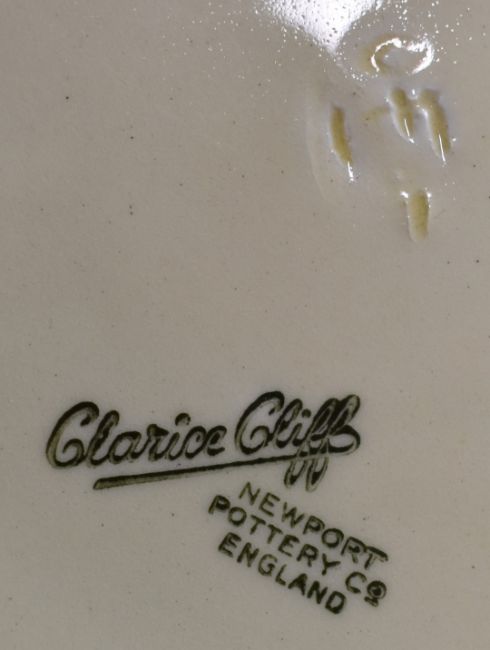 Clarice Cliff
NEWPORT
POTTERY Co
ENGLAND